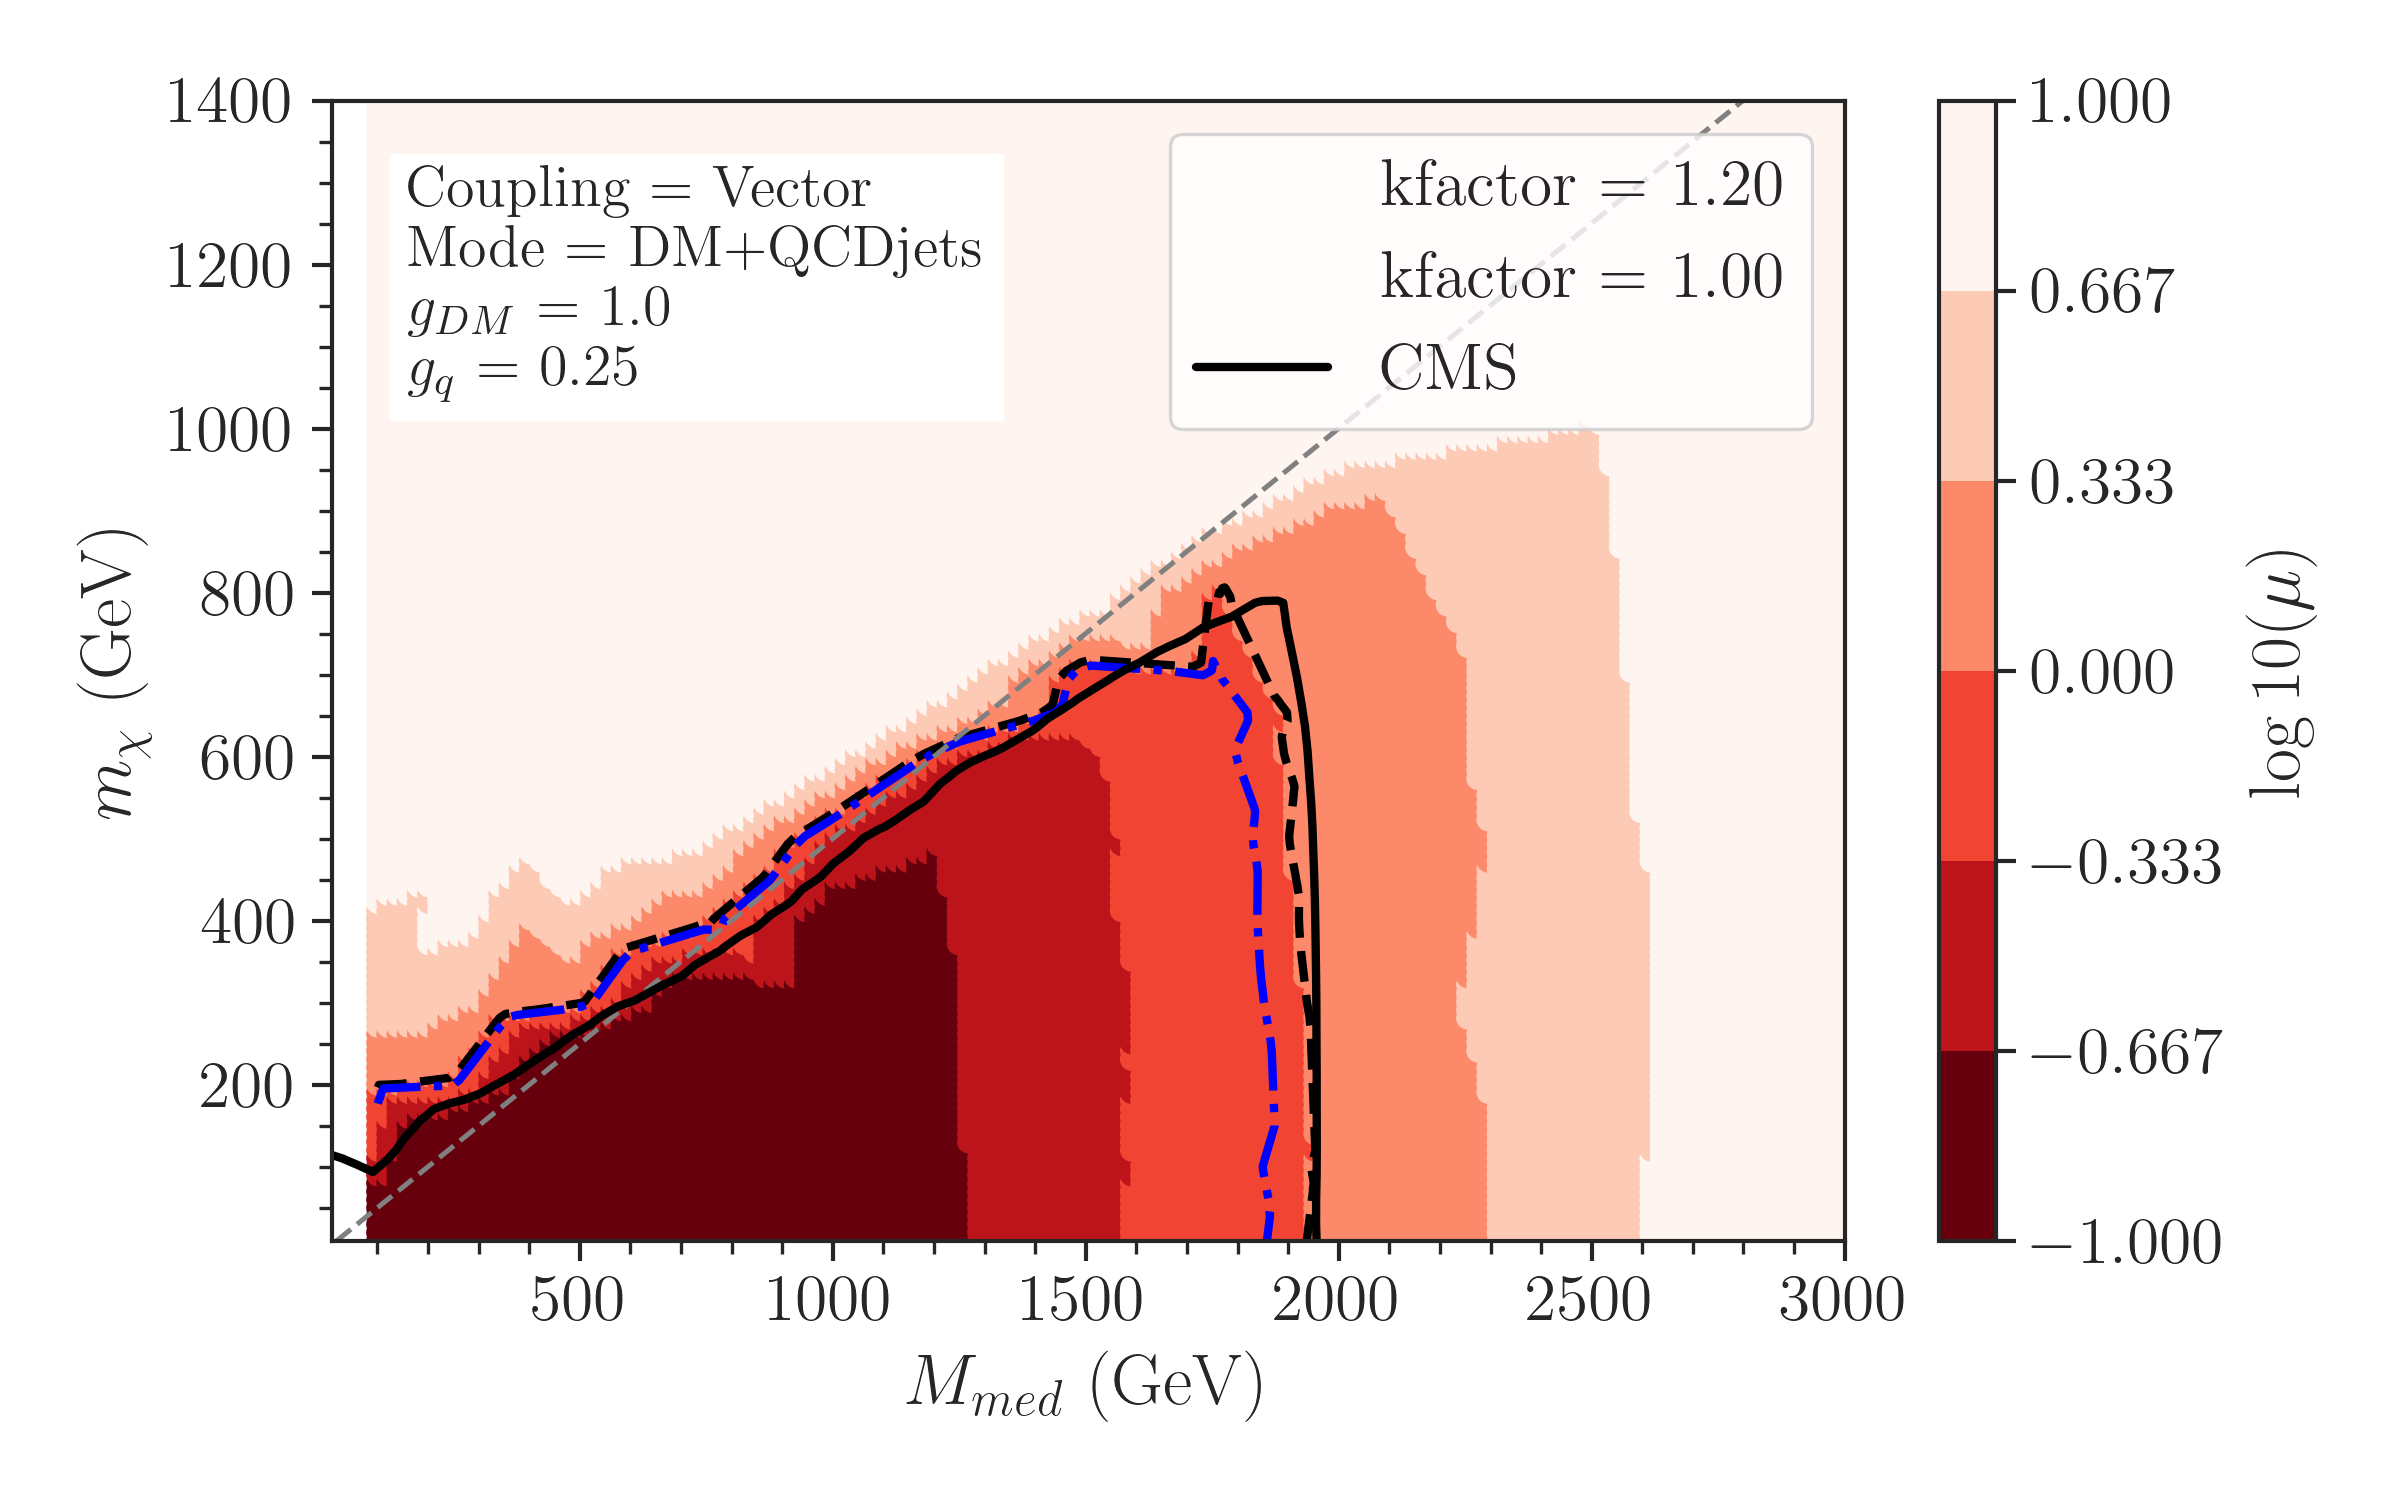 1400
1200
1000
800
600
400
200
m_χ (GeV)
Coupling = Vector
Mode = DM+QCDjets
g_DM = 1.0
g_q = 0.25
kfactor = 1.20
kfactor = 1.00
CMS
500
1000
1500
2000
2500
3000
M_med (GeV)
1.000
0.667
0.333
0.000
−0.333
−0.667
−1.000
log 10(μ)